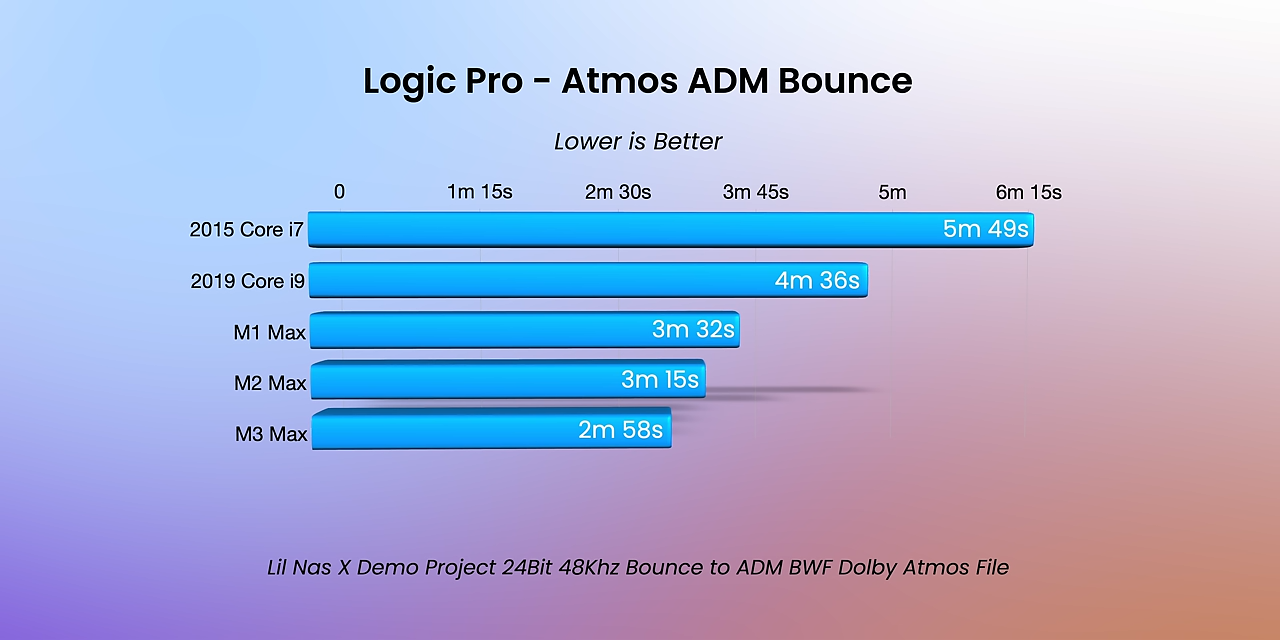 Logic Pro - Atmos ADM Bounce
Lower is Better
0 1m 15s 2m 30s 3m 45s 5m 6m 15s
2015 Core i7 5m 49s
2019 Core i9 4m 36s
M1 Max 3m 32s
M2 Max 3m 15s
M3 Max 2m 58s
Lil Nas X Demo Project 24Bit 48Khz Bounce to ADM BWF Dolby Atmos File